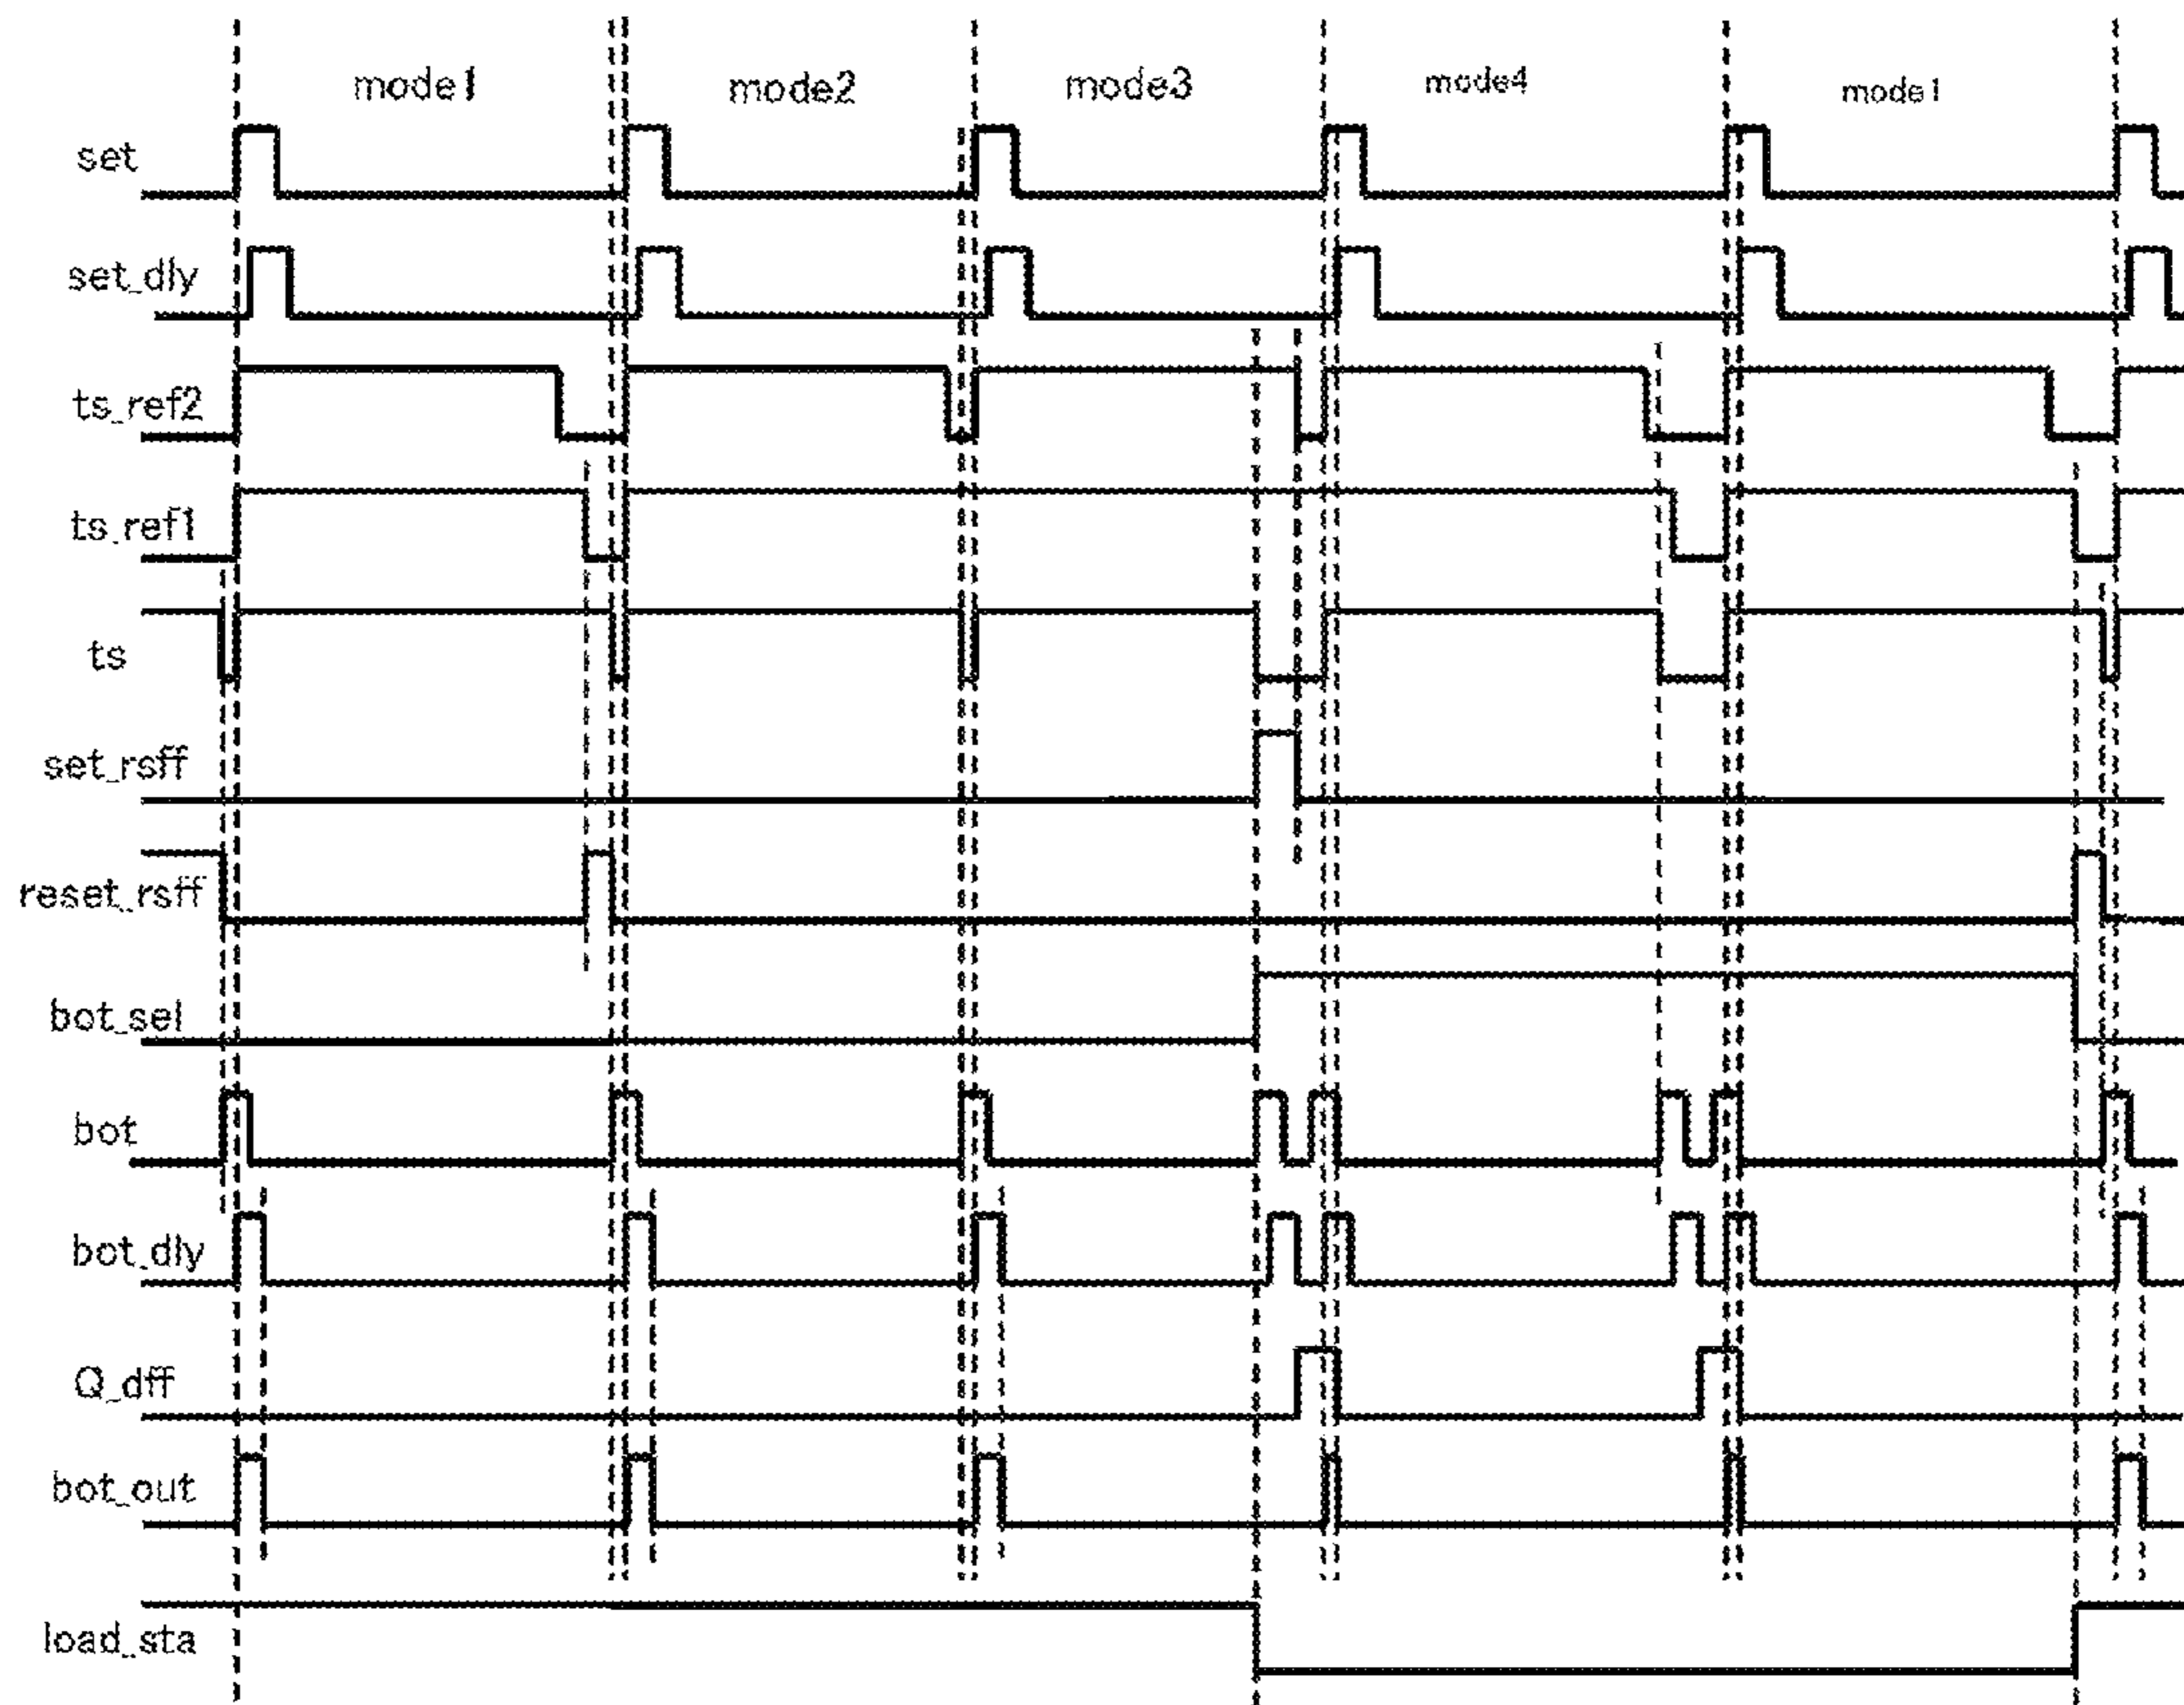 mode1 mode2 mode3 mode4 mode1
set
set_dly
ts_ref2
ts_ref1
ts
set_rsff
reset_rsff
bot_sel
bot
bot_dly
Q_dff
bot_out
load_sta